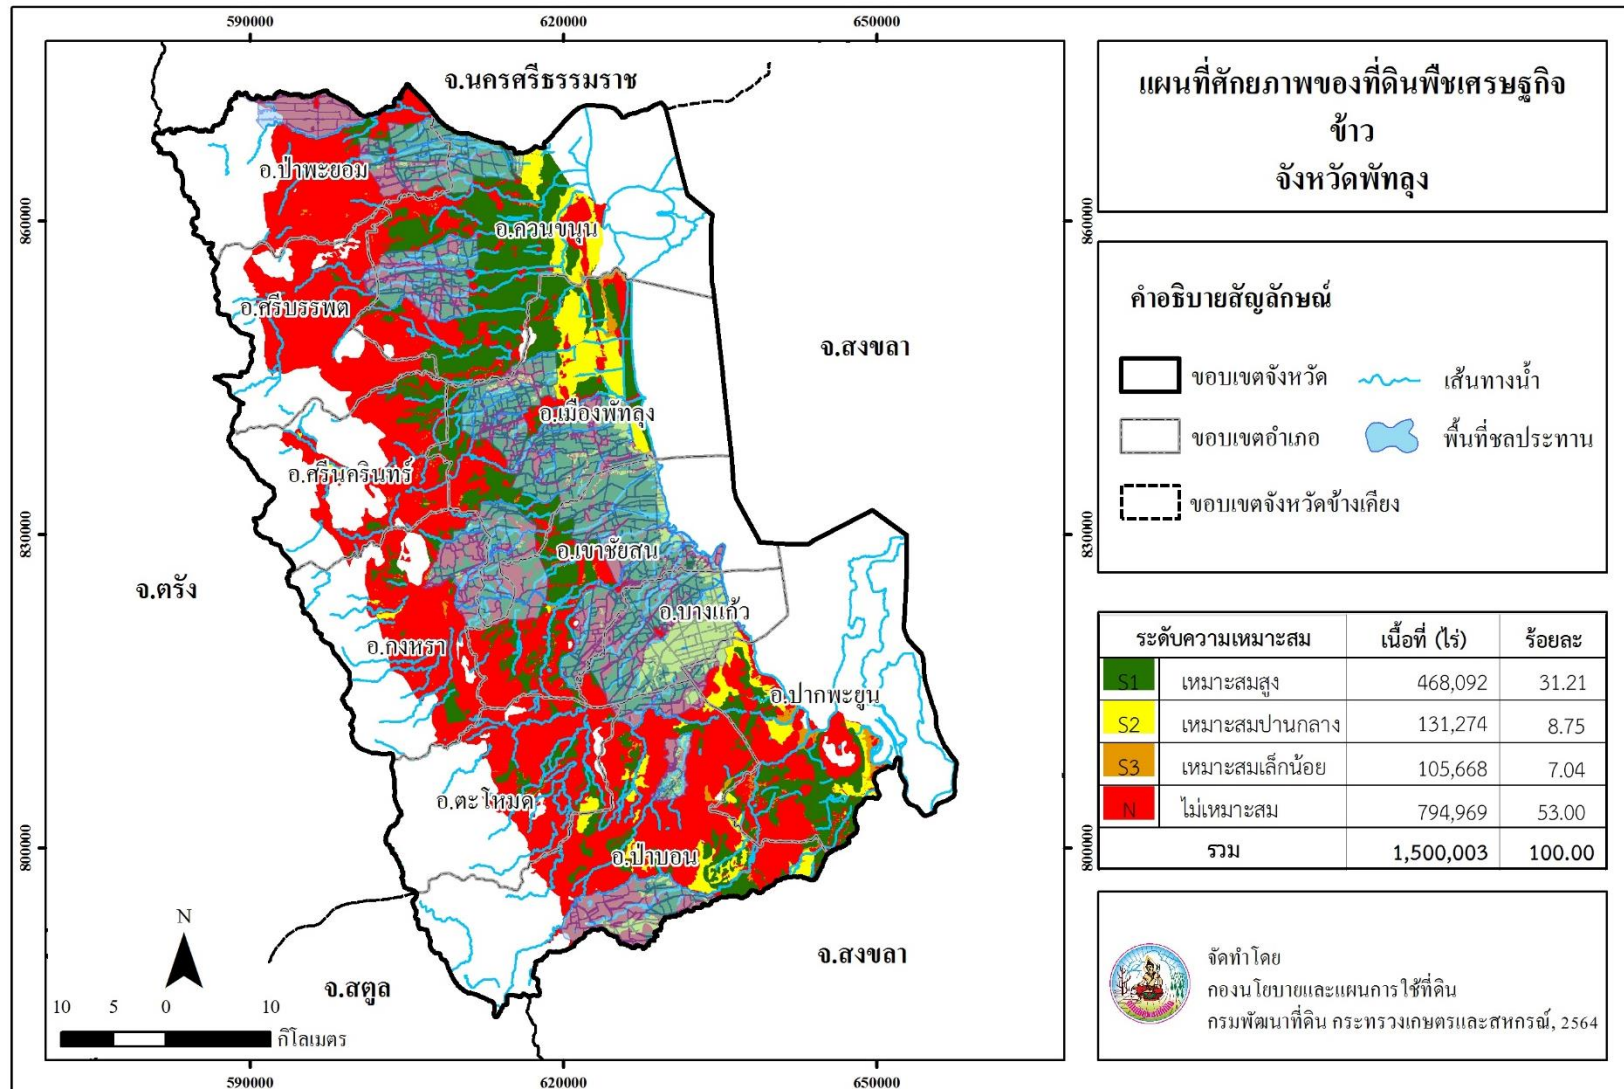 590000
620000
650000
860000
830000
800000
860000
830000
800000
590000
620000
650000
จ.นครศรีธรรมราช
อ.ป่าพะยอม
อ.ควนขนุน
อ.ศรีบรรพต
จ.สงขลา
อ.เมืองพัทลุง
อ.ศรีนครินทร์
อ.เขาชัยสน
จ.ตรัง
อ.บางแก้ว
อ.กงหรา
อ.ปากพะยูน
อ.ตะโหมด
อ.ป่าบอน
จ.สตูล
จ.สงขลา
N
10 5 0 10
กิโลเมตร
แผนที่ศักยภาพของที่ดินพืชเศรษฐกิจ
ข้าว
จังหวัดพัทลุง
คำอธิบายสัญลักษณ์
ขอบเขตจังหวัด เส้นทางน้ำ
ขอบเขตอำเภอ พื้นที่ชลประทาน
ขอบเขตจังหวัดข้างเคียง
ระดับความเหมาะสม เนื้อที่ (ไร่) ร้อยละ
S1 เหมาะสมสูง 468,092 31.21
S2 เหมาะสมปานกลาง 131,274 8.75
S3 เหมาะสมเล็กน้อย 105,668 7.04
N ไม่เหมาะสม 794,969 53.00
รวม 1,500,003 100.00
จัดทำโดย
กองนโยบายและแผนการใช้ที่ดิน
กรมพัฒนาที่ดิน กระทรวงเกษตรและสหกรณ์, 2564